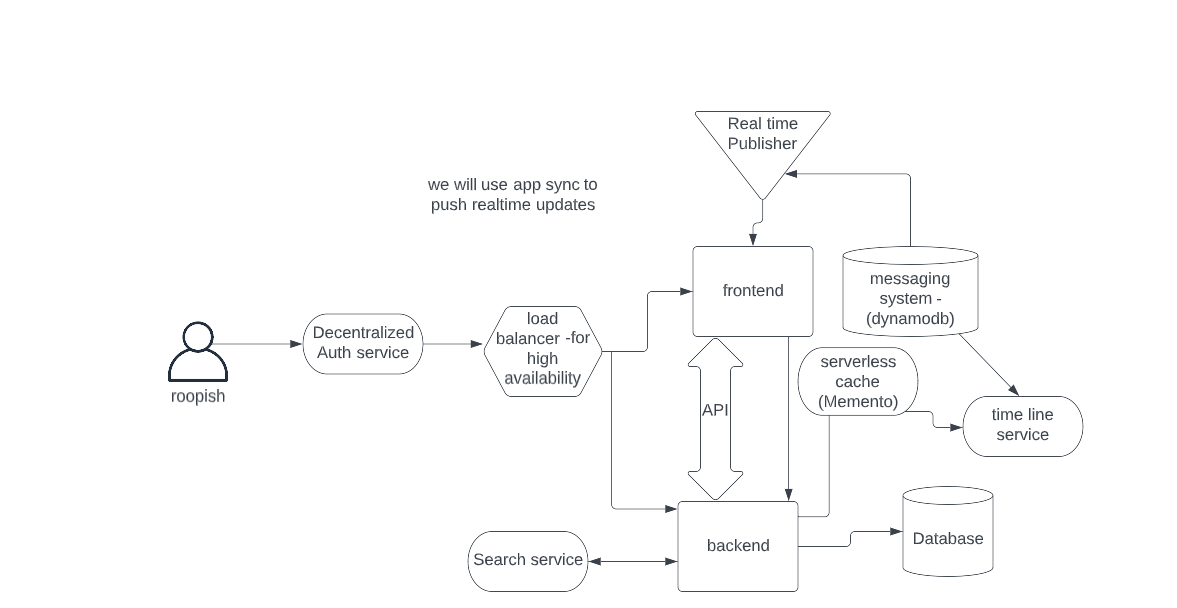 Real time
Publisher
we will use app sync to
push realtime updates
frontend
messaging
system -
(dynamodb)
Decentralized
Auth service
load
balancer -for
high
availability
roopish
serverless
cache
(Memento)
API
time line
service
backend
Database
Search service